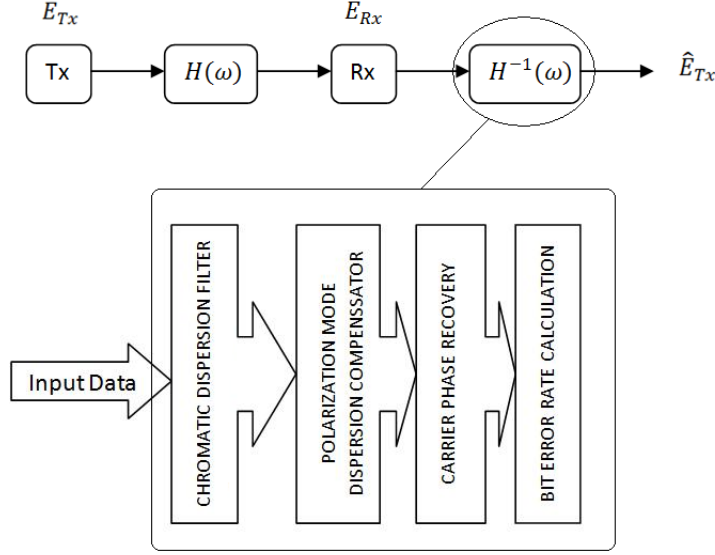 E_Tx E_Rx
Tx H(ω) Rx H⁻¹(ω) Ê_Tx
Input Data
CHROMATIC DISPERSION FILTER
POLARIZATION MODE
DISPERSION COMPENSSATOR
CARRIER PHASE RECOVERY
BIT ERROR RATE CALCULATION